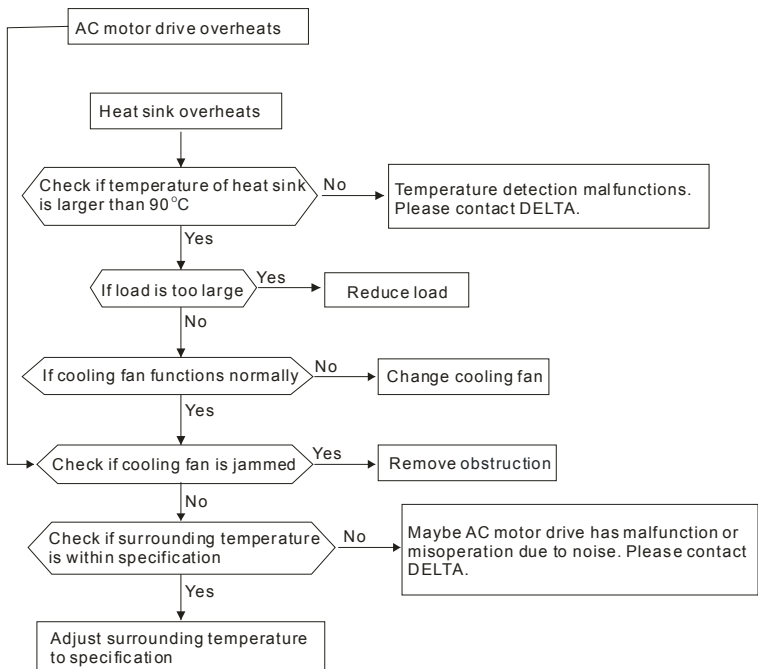 AC motor drive overheats
Heat sink overheats
Check if temperature of heat sink
is larger than 90°C
No
Temperature detection malfunctions.
Please contact DELTA.
Yes
If load is too large
Yes
Reduce load
No
If cooling fan functions normally
No
Change cooling fan
Yes
Check if cooling fan is jammed
Yes
Remove obstruction
No
Check if surrounding temperature
is within specification
No
Maybe AC motor drive has malfunction or
misoperation due to noise. Please contact
DELTA.
Yes
Adjust surrounding temperature
to specification